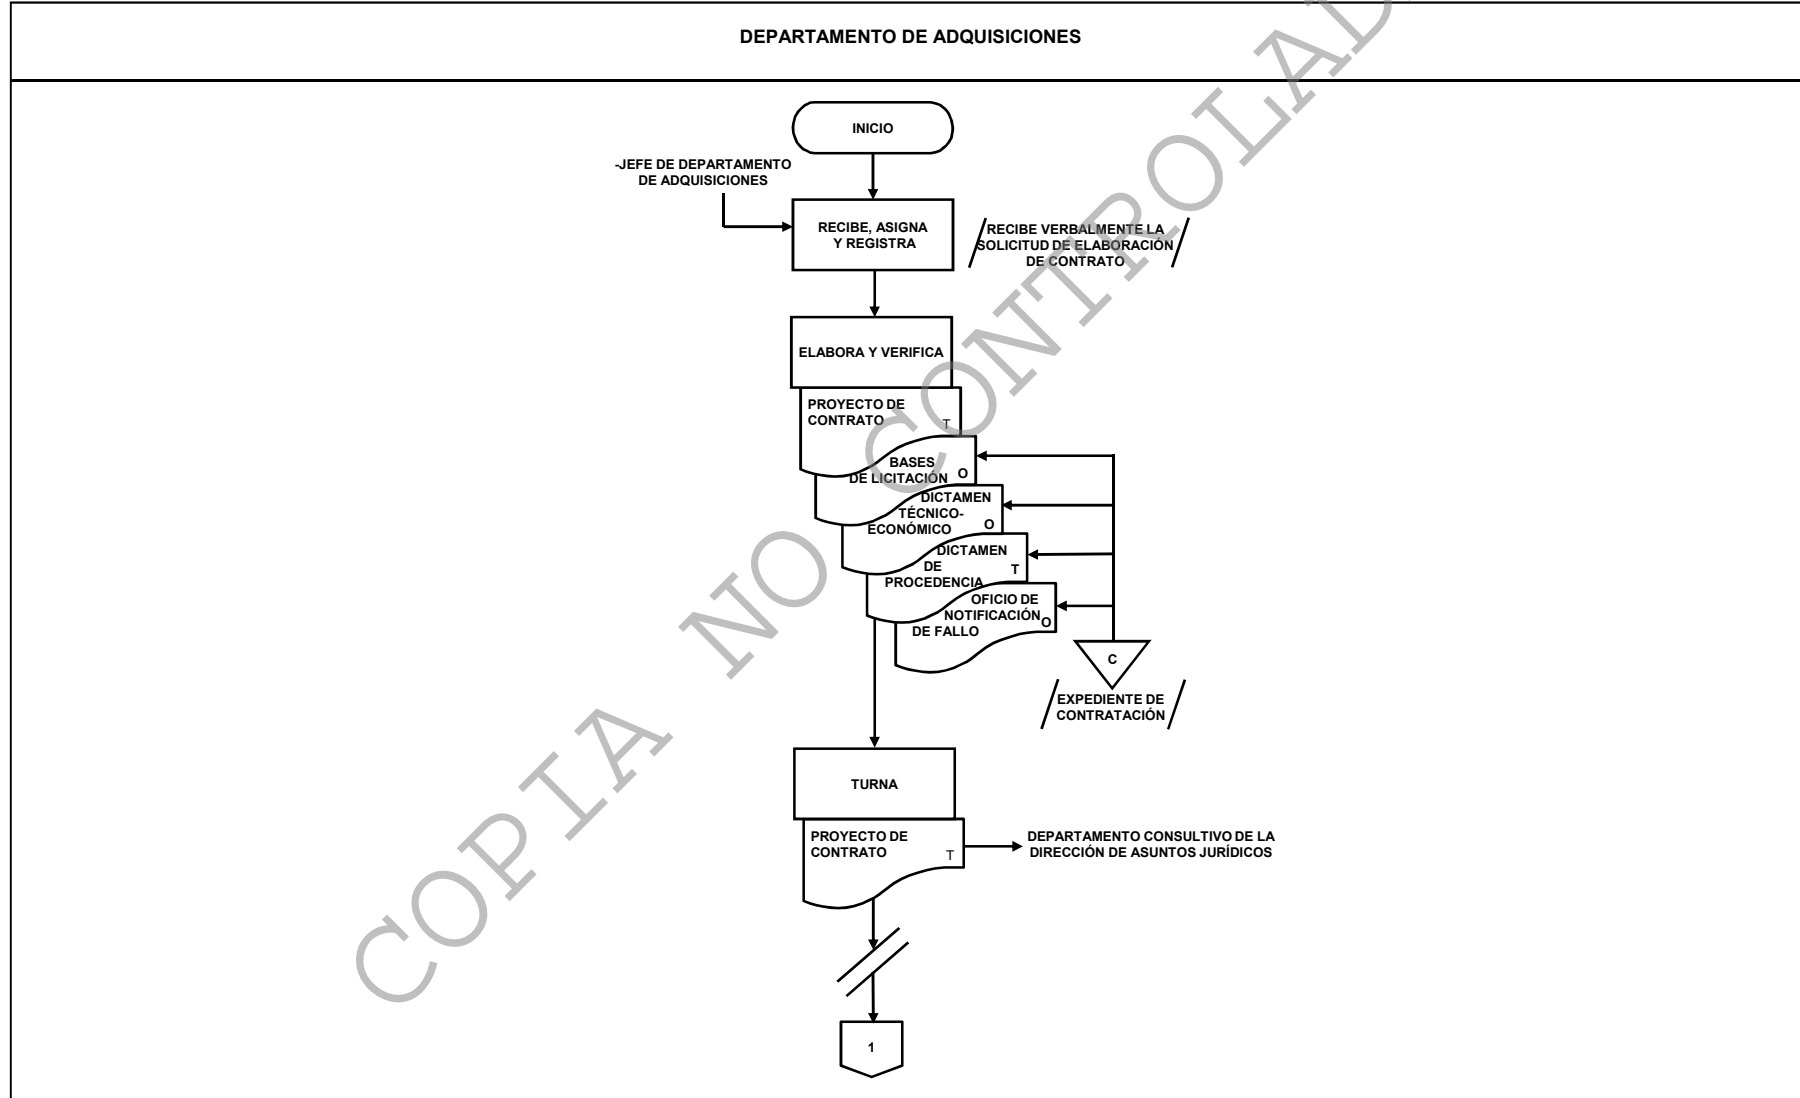 DEPARTAMENTO DE ADQUISICIONES
INICIO
-JEFE DE DEPARTAMENTO
DE ADQUISICIONES
RECIBE, ASIGNA
Y REGISTRA
RECIBE VERBALMENTE LA
SOLICITUD DE ELABORACIÓN
DE CONTRATO
ELABORA Y VERIFICA
PROYECTO DE
CONTRATO
T
BASES
DE LICITACIÓN O
DICTAMEN
TÉCNICO-
ECONÓMICO O
DICTAMEN
DE T
PROCEDENCIA
OFICIO DE
NOTIFICACIÓN O
DE FALLO
C
EXPEDIENTE DE
CONTRATACIÓN
TURNA
PROYECTO DE
CONTRATO T
DEPARTAMENTO CONSULTIVO DE LA
DIRECCIÓN DE ASUNTOS JURÍDICOS
1
COPIA NO CONTROLAD